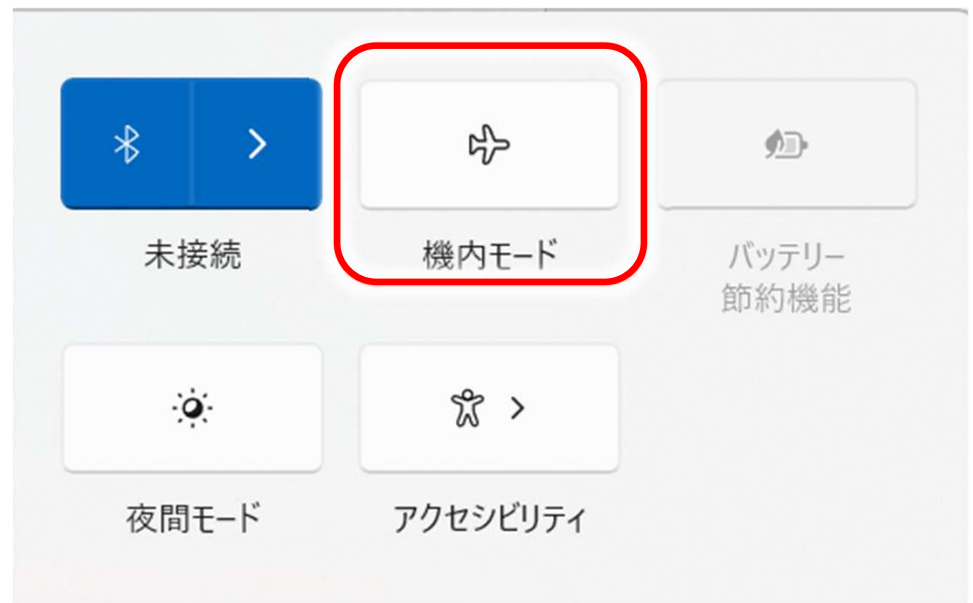 未接続
機内モード
バッテリー
節約機能
夜間モード
アクセシビリティ